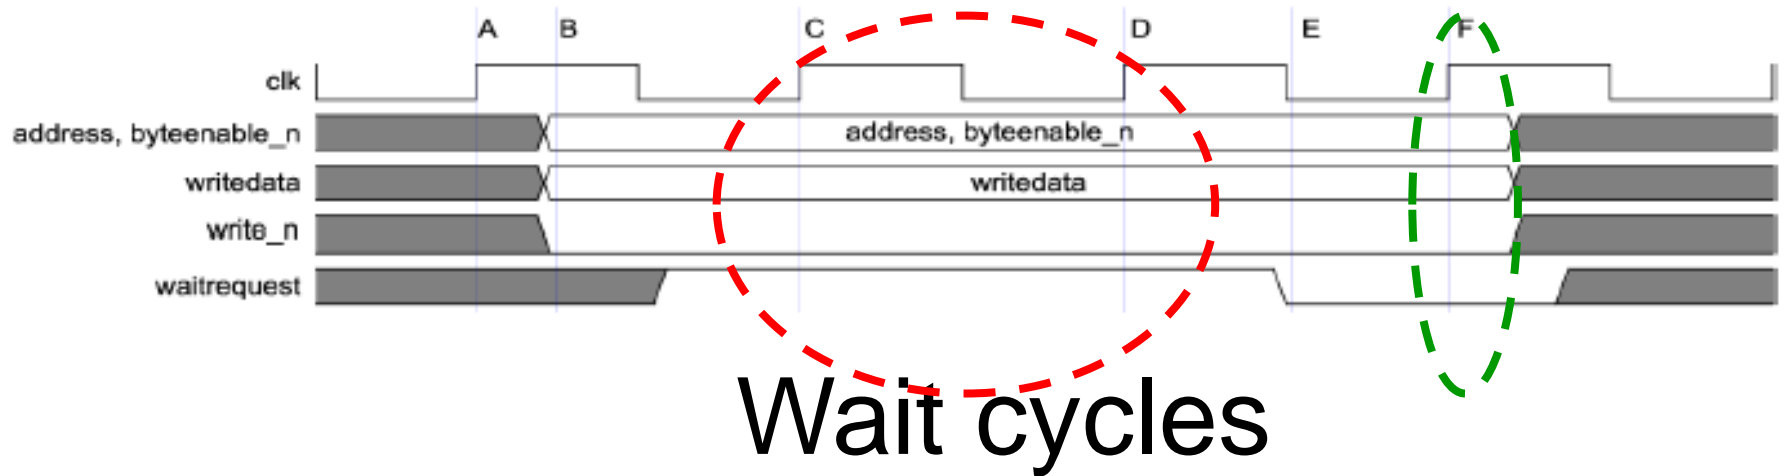 A B C D E F
clk
address, byteenable_n address, byteenable_n
writedata writedata
write_n
waitrequest
Wait cycles